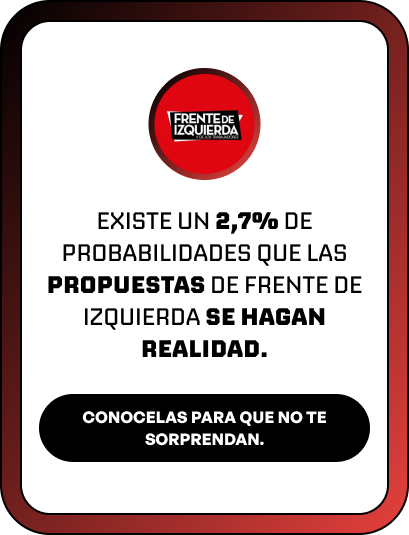 FRENTE DE
IZQUIERDA
Y DE LOS TRABAJADORES
EXISTE UN 2,7% DE
PROBABILIDADES QUE LAS
PROPUESTAS DE FRENTE DE
IZQUIERDA SE HAGAN
REALIDAD.
CONOCELAS PARA QUE NO TE
SORPRENDAN.